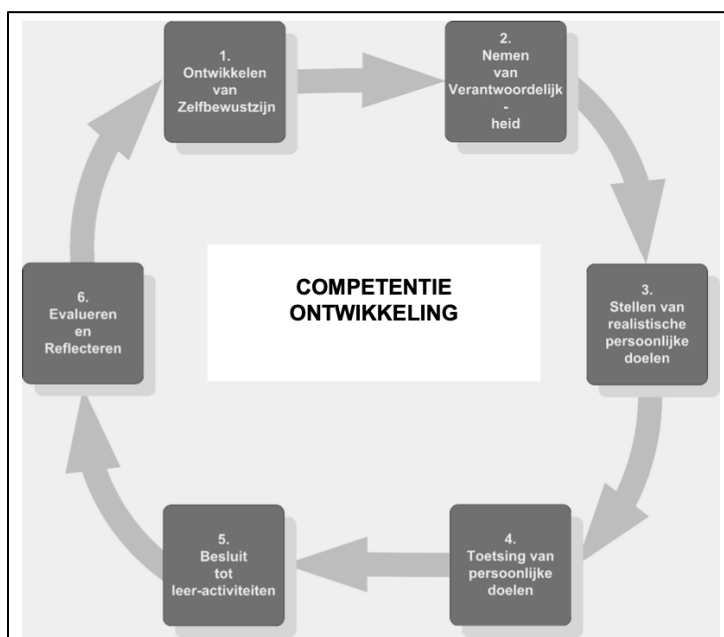 1.
Ontwikkelen
van
Zelfbewustzijn
2.
Nemen
van
Verantwoordelijk
-
heid
3.
Stellen van
realistische
persoonlijke
doelen
4.
Toetsing van
persoonlijke
doelen
5.
Besluit
tot
leer-activiteiten
6.
Evalueren
en
Reflecteren
COMPETENTIE
ONTWIKKELING